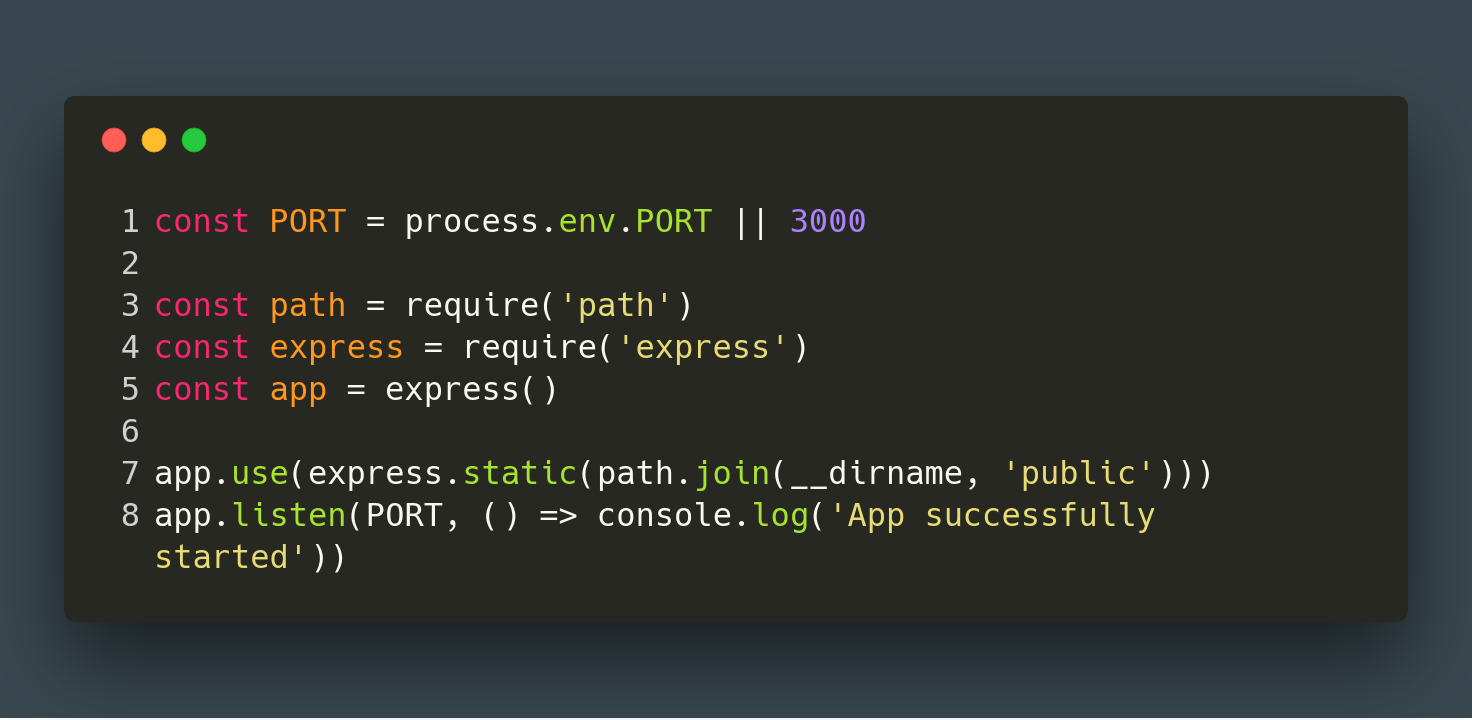 1 const PORT = process.env.PORT || 3000
2
3 const path = require('path')
4 const express = require('express')
5 const app = express()
6
7 app.use(express.static(path.join(__dirname, 'public')))
8 app.listen(PORT, () => console.log('App successfully
started'))